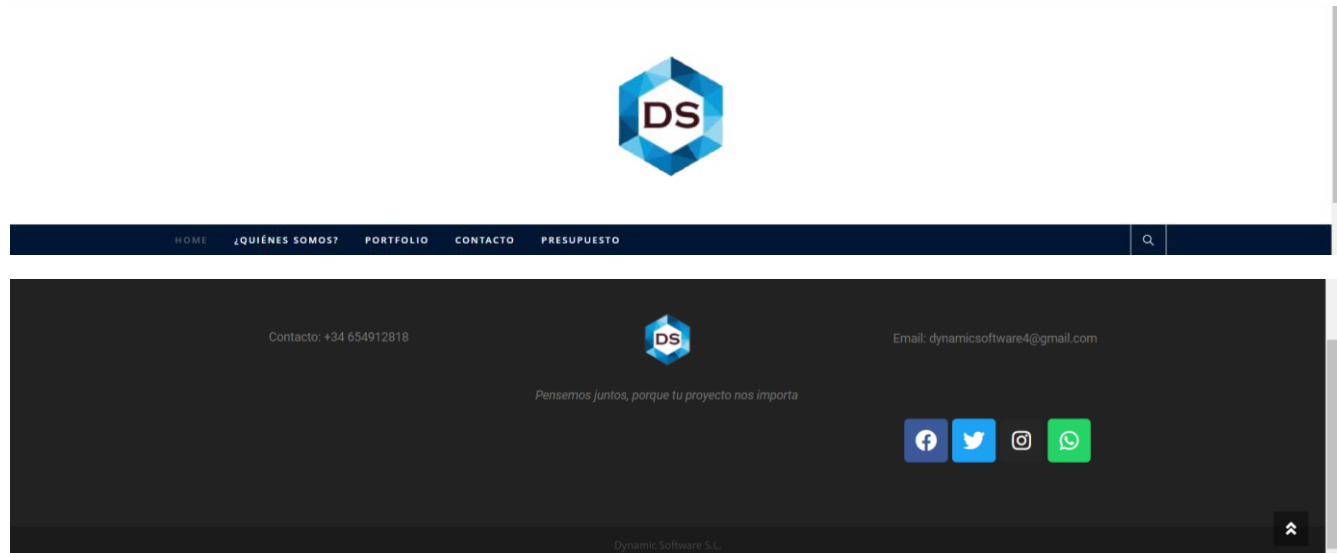 DS
HOME ¿QUIÉNES SOMOS? PORTFOLIO CONTACTO PRESUPUESTO
Contacto: +34 654912818
DS
Email: dynamicsoftware4@gmail.com
Pensemos juntos, porque tu proyecto nos importa
Dynamic Software S.L.